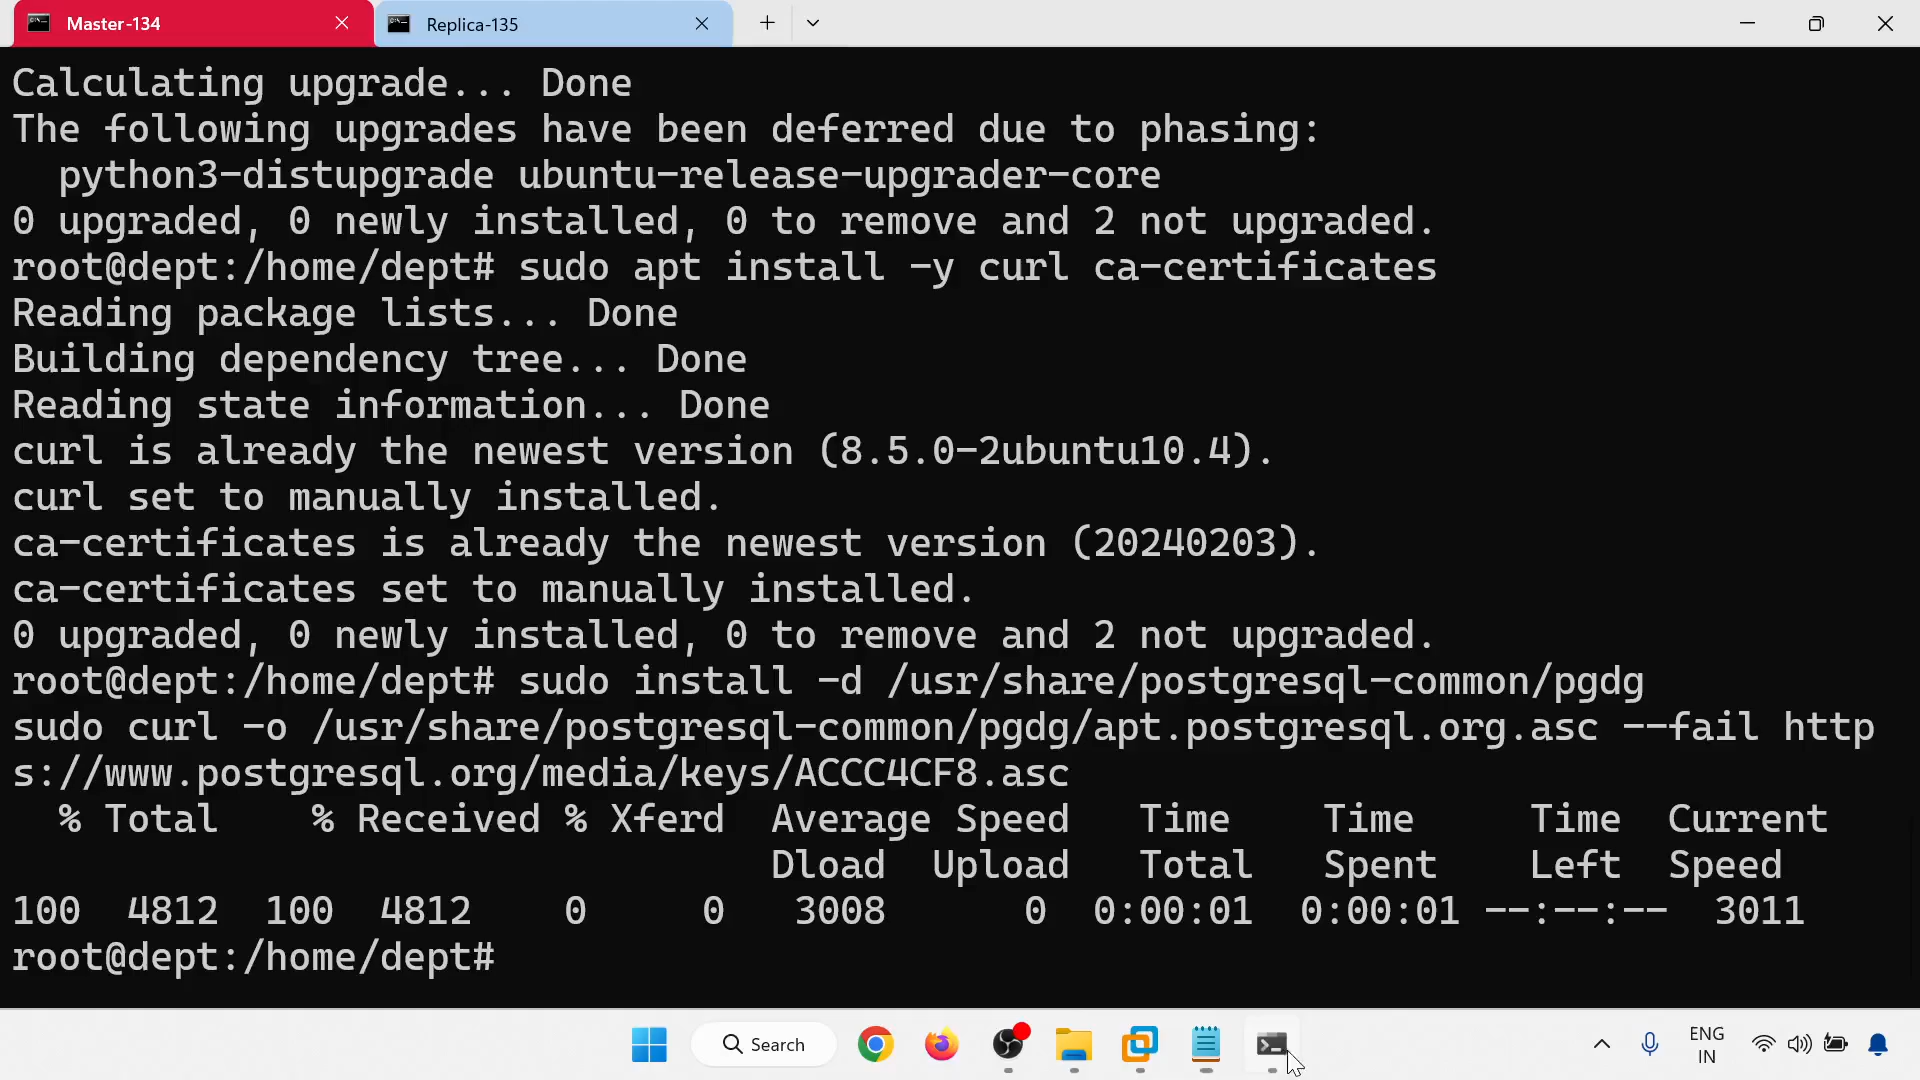 Master-134
Replica-135
Calculating upgrade... Done
The following upgrades have been deferred due to phasing:
  python3-distupgrade ubuntu-release-upgrader-core
0 upgraded, 0 newly installed, 0 to remove and 2 not upgraded.
root@dept:/home/dept# sudo apt install -y curl ca-certificates
Reading package lists... Done
Building dependency tree... Done
Reading state information... Done
curl is already the newest version (8.5.0-2ubuntu10.4).
curl set to manually installed.
ca-certificates is already the newest version (20240203).
ca-certificates set to manually installed.
0 upgraded, 0 newly installed, 0 to remove and 2 not upgraded.
root@dept:/home/dept# sudo install -d /usr/share/postgresql-common/pgdg
sudo curl -o /usr/share/postgresql-common/pgdg/apt.postgresql.org.asc --fail http
s://www.postgresql.org/media/keys/ACCC4CF8.asc
  % Total    % Received % Xferd  Average Speed   Time    Time     Time  Current
                                 Dload  Upload   Total   Spent    Left  Speed
100  4812  100  4812    0     0   3008      0  0:00:01  0:00:01 --:--:--  3011
root@dept:/home/dept#
Search
ENG
IN